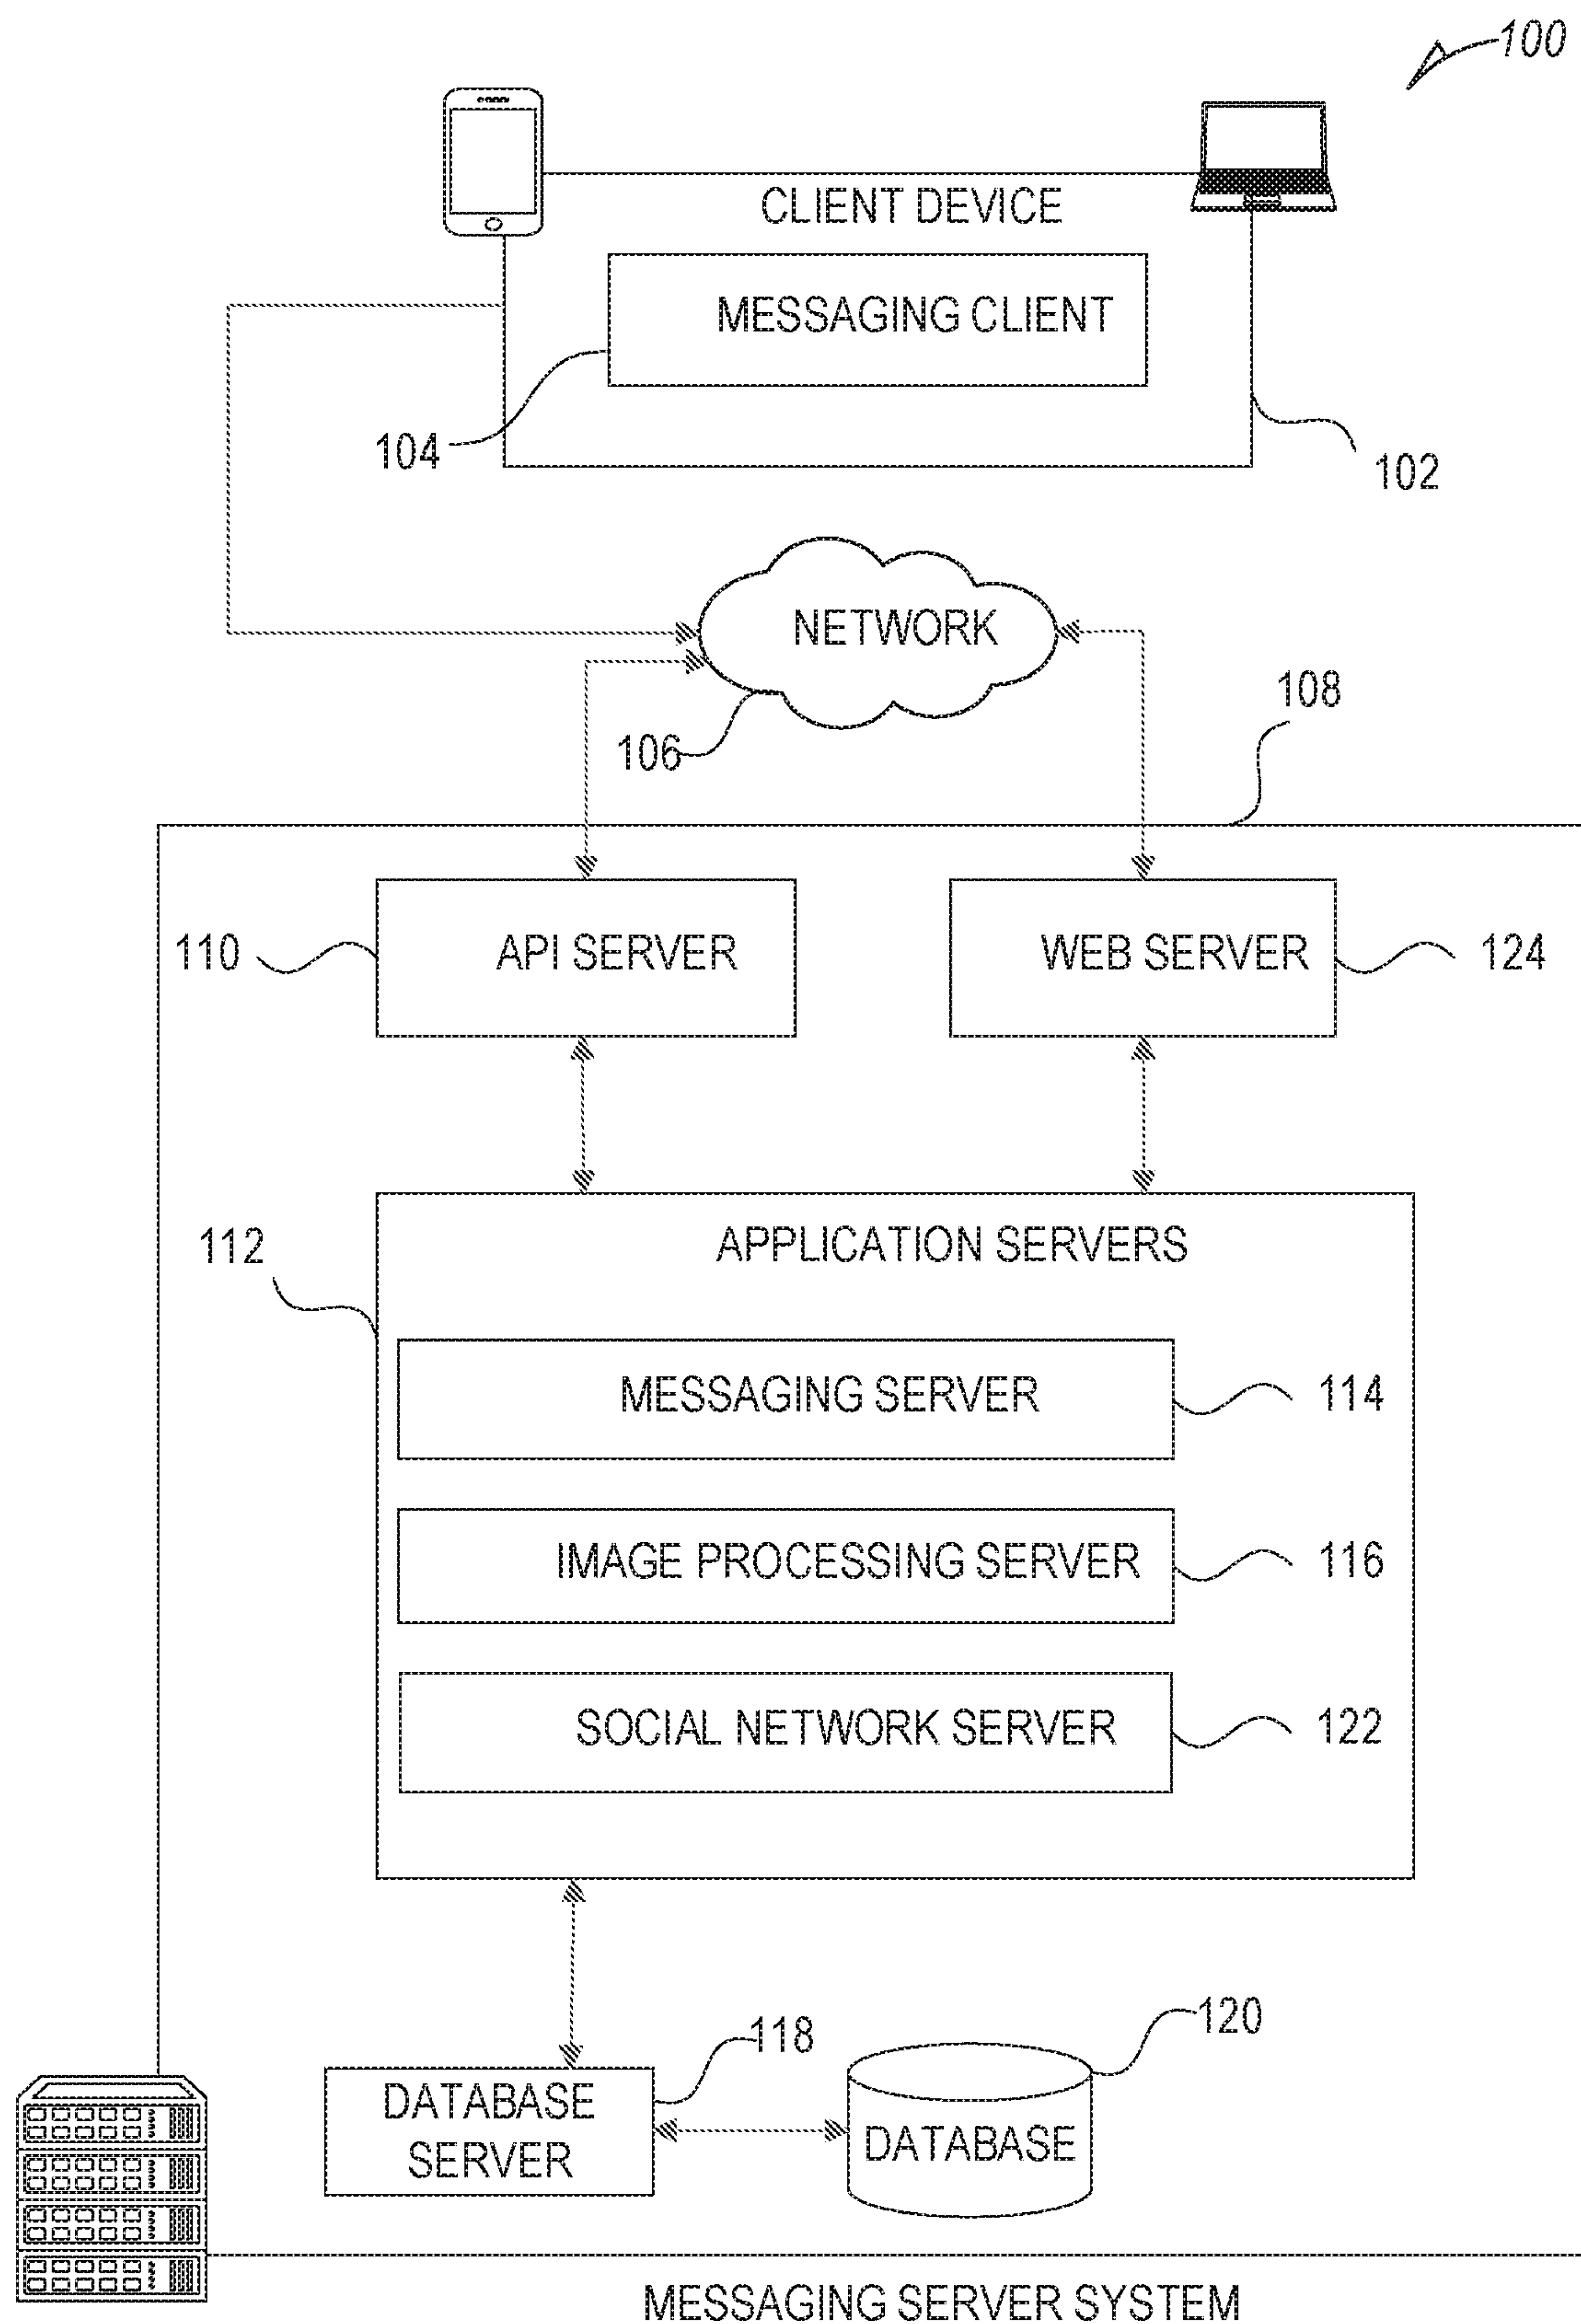 100
CLIENT DEVICE
MESSAGING CLIENT
104
102
NETWORK
106
108
110
API SERVER
WEB SERVER
124
112
APPLICATION SERVERS
MESSAGING SERVER
114
IMAGE PROCESSING SERVER
116
SOCIAL NETWORK SERVER
122
118
120
DATABASE
SERVER
DATABASE
MESSAGING SERVER SYSTEM